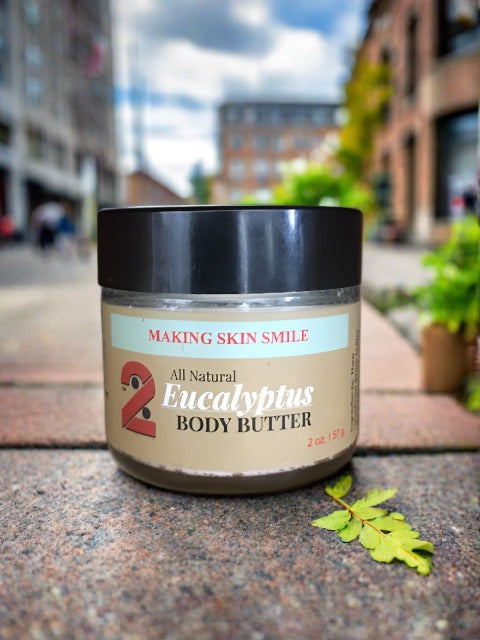 MAKING SKIN SMILE
All Natural
2 Eucalyptus
BODY BUTTER
2 oz. | 57 g